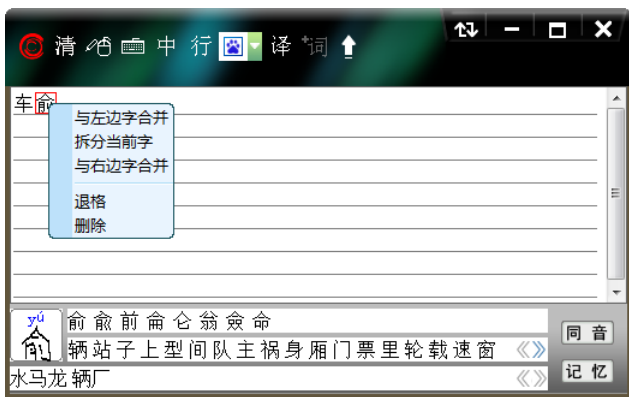 清 中 行 译 词
车俞
与左边字合并
拆分当前字
与右边字合并
退格
删除
yú
俞 俞 前 龠 仑 翁 佥 命
辆 站 子 上 型 间 队 主 祸 身 厢 门 票 里 轮 载 速 窗
同 音
水马龙 辆厂
记 忆